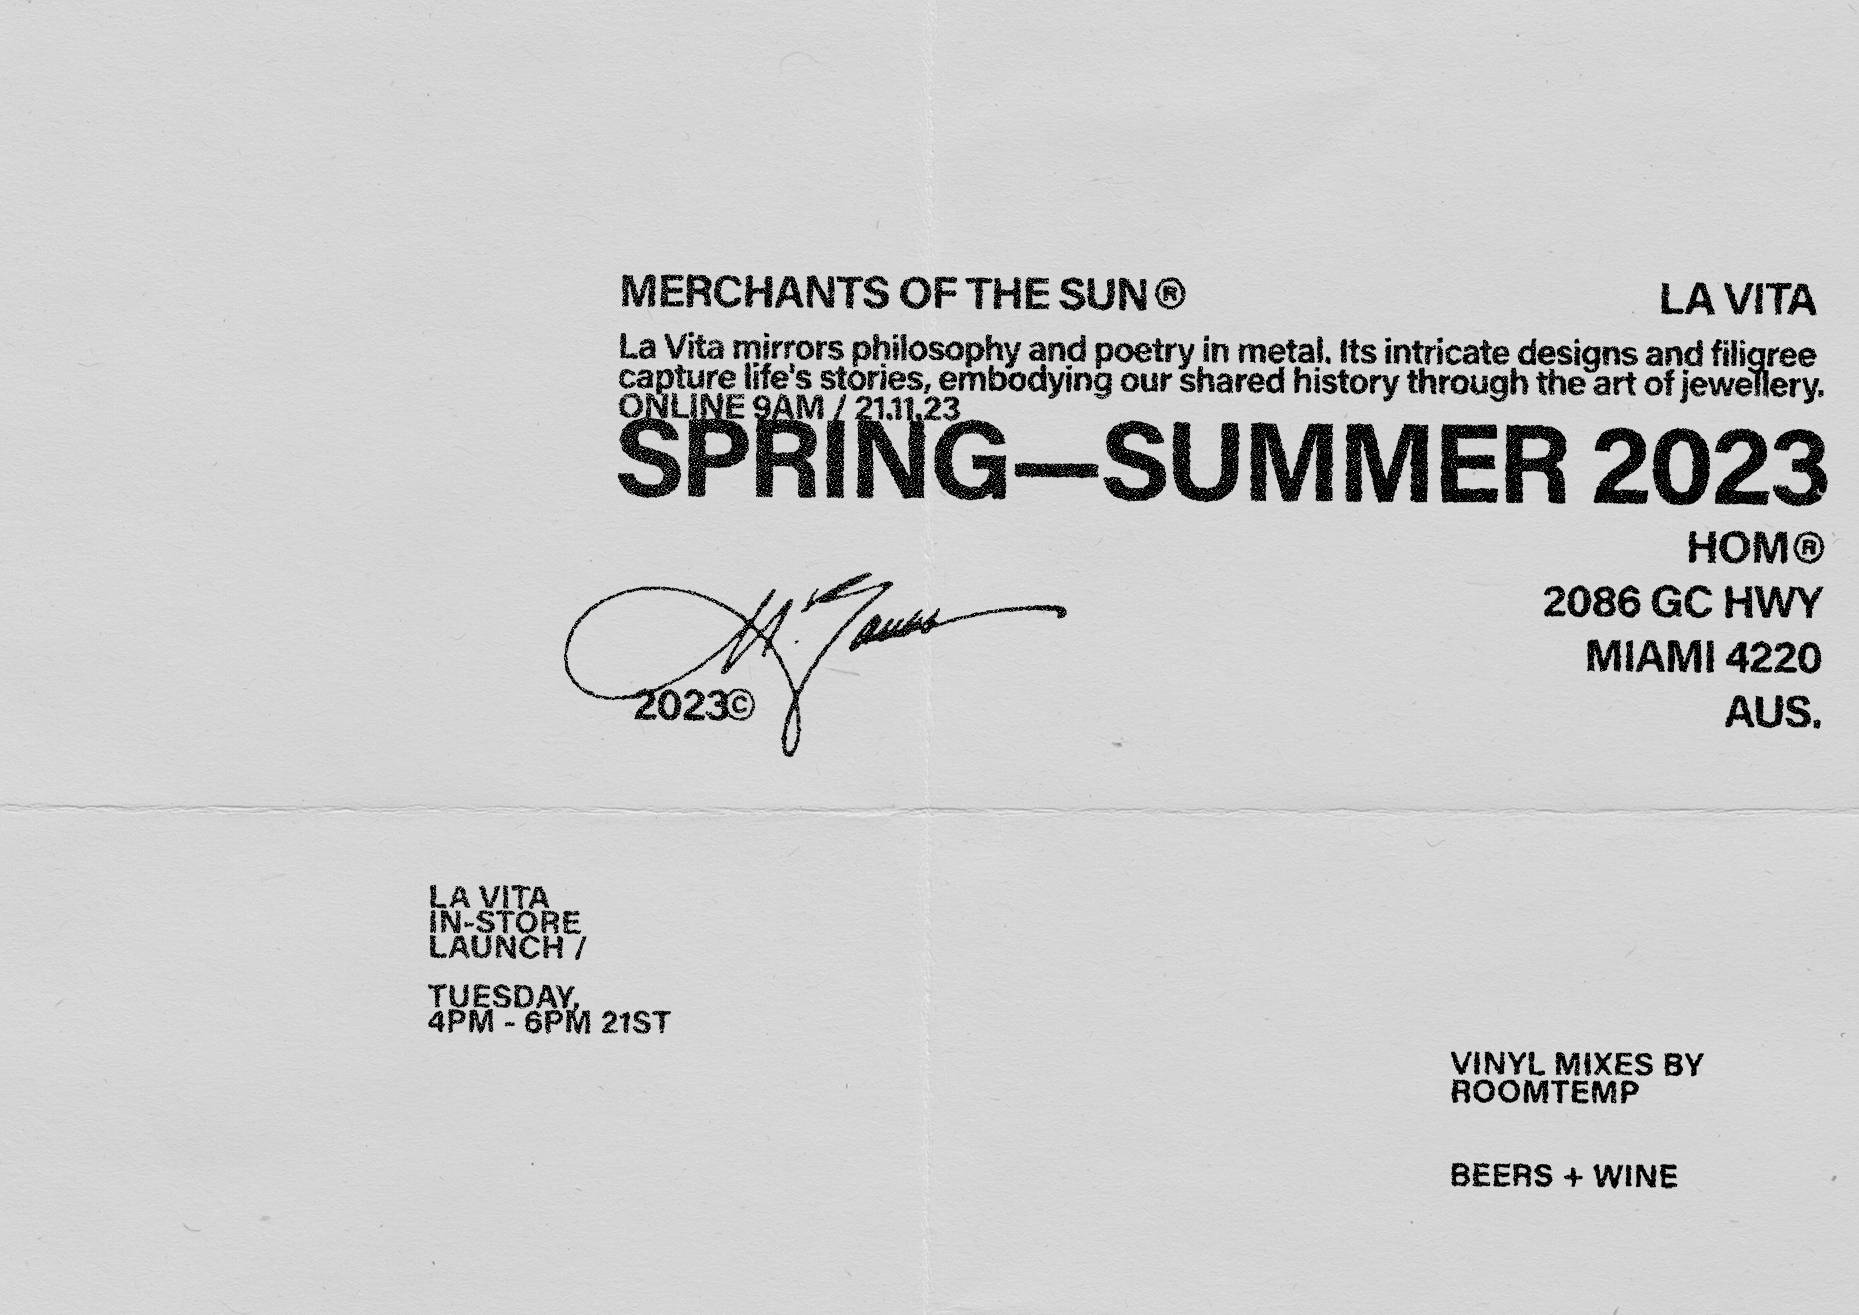 MERCHANTS OF THE SUN®
LA VITA
La Vita mirrors philosophy and poetry in metal. Its intricate designs and filigree
capture life's stories, embodying our shared history through the art of jewellery.
ONLINE 9AM / 21.11.23
SPRING—SUMMER 2023
HOM®
2086 GC HWY
MIAMI 4220
AUS.
2023©
LA VITA
IN-STORE
LAUNCH /
TUESDAY,
4PM - 6PM 21ST
VINYL MIXES BY
ROOMTEMP
BEERS + WINE